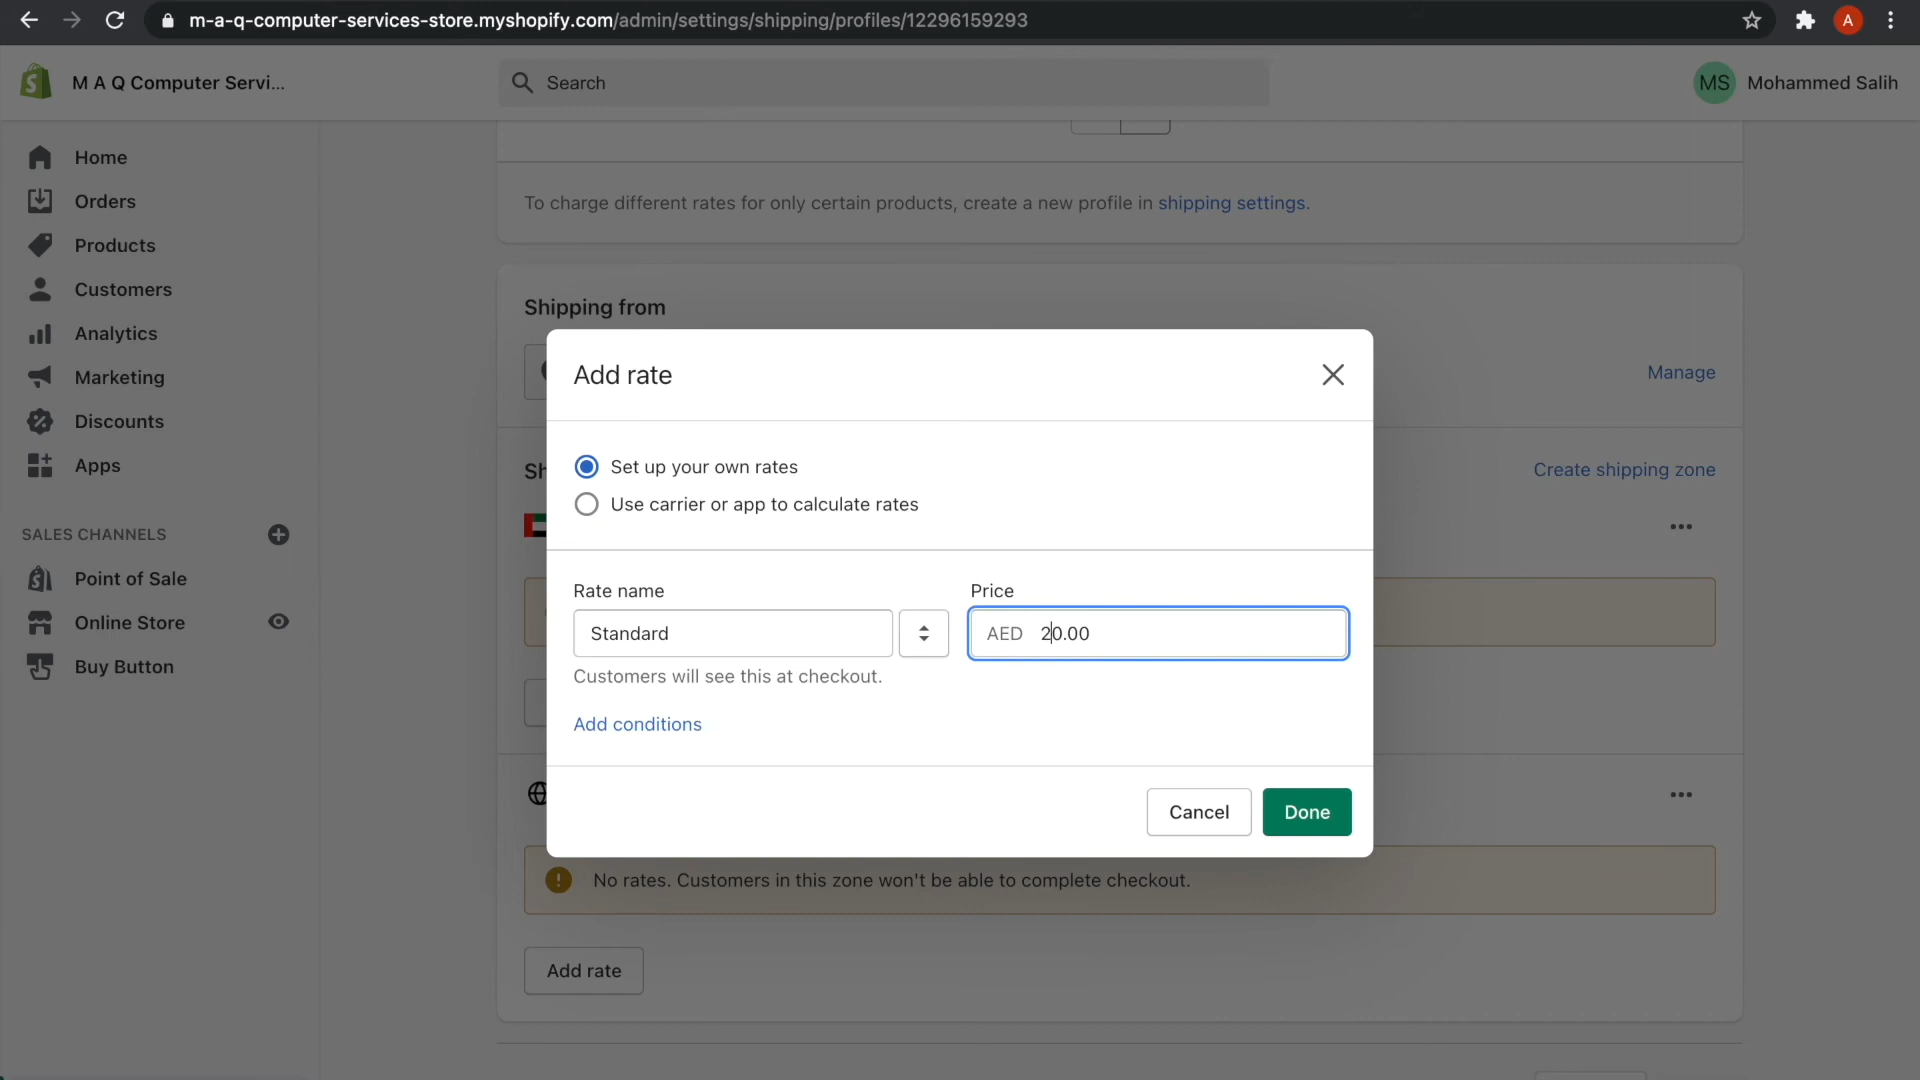 m-a-q-computer-services-store.myshopify.com/admin/settings/shipping/profiles/12296159293
A
M A Q Computer Servi...
Search
MS Mohammed Salih
Home
Orders
Products
Customers
Analytics
Marketing
Discounts
Apps
SALES CHANNELS
Point of Sale
Online Store
Buy Button
To charge different rates for only certain products, create a new profile in shipping settings.
Shipping from
Manage
Sh
Create shipping zone
Add rate
Set up your own rates
Use carrier or app to calculate rates
Rate name
Price
Standard
AED 20.00
Customers will see this at checkout.
Add conditions
Cancel
Done
No rates. Customers in this zone won't be able to complete checkout.
Add rate